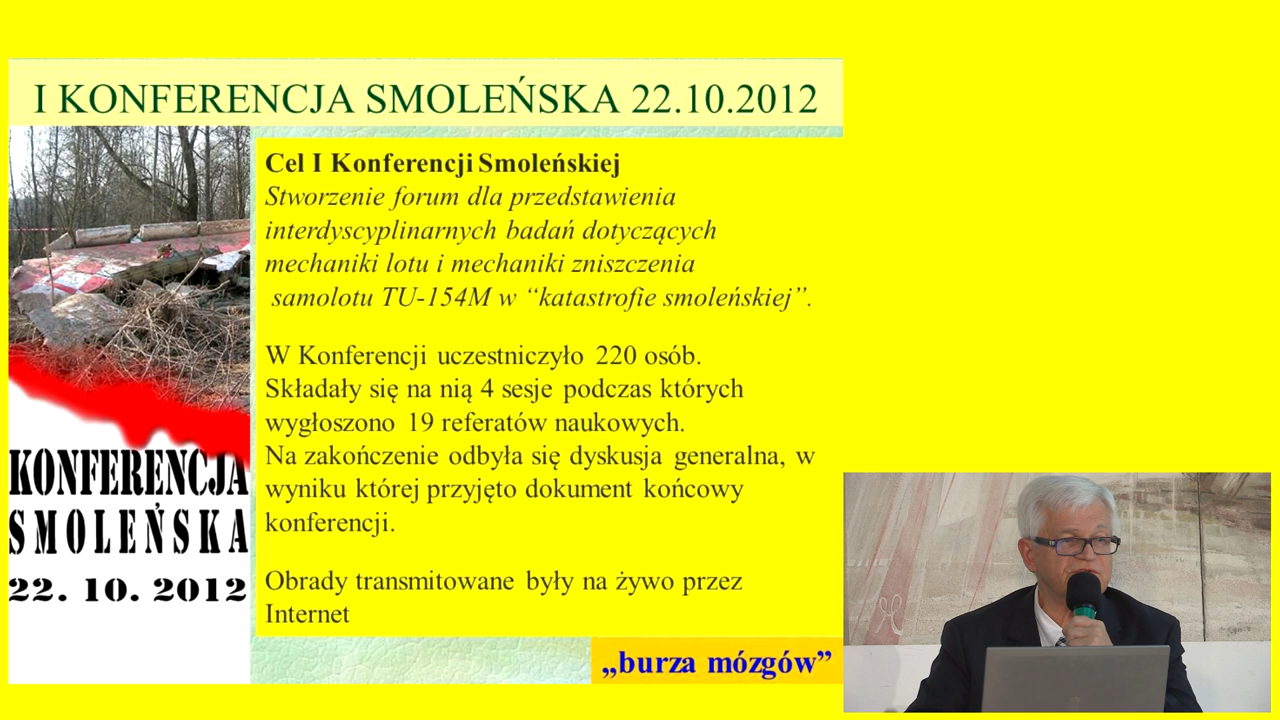 I KONFERENCJA SMOLEŃSKA 22.10.2012
Cel I Konferencji Smoleńskiej
Stworzenie forum dla przedstawienia
interdyscyplinarnych badań dotyczących
mechaniki lotu i mechaniki zniszczenia
samolotu TU-154M w “katastrofie smoleńskiej”.
W Konferencji uczestniczyło 220 osób.
Składały się na nią 4 sesje podczas których
wygłoszono 19 referatów naukowych.
Na zakończenie odbyła się dyskusja generalna, w
wyniku której przyjęto dokument końcowy
konferencji.
Obrady transmitowane były na żywo przez
Internet
„burza mózgów”
KONFERENCJA
SMOLEŃSKA
22. 10. 2012